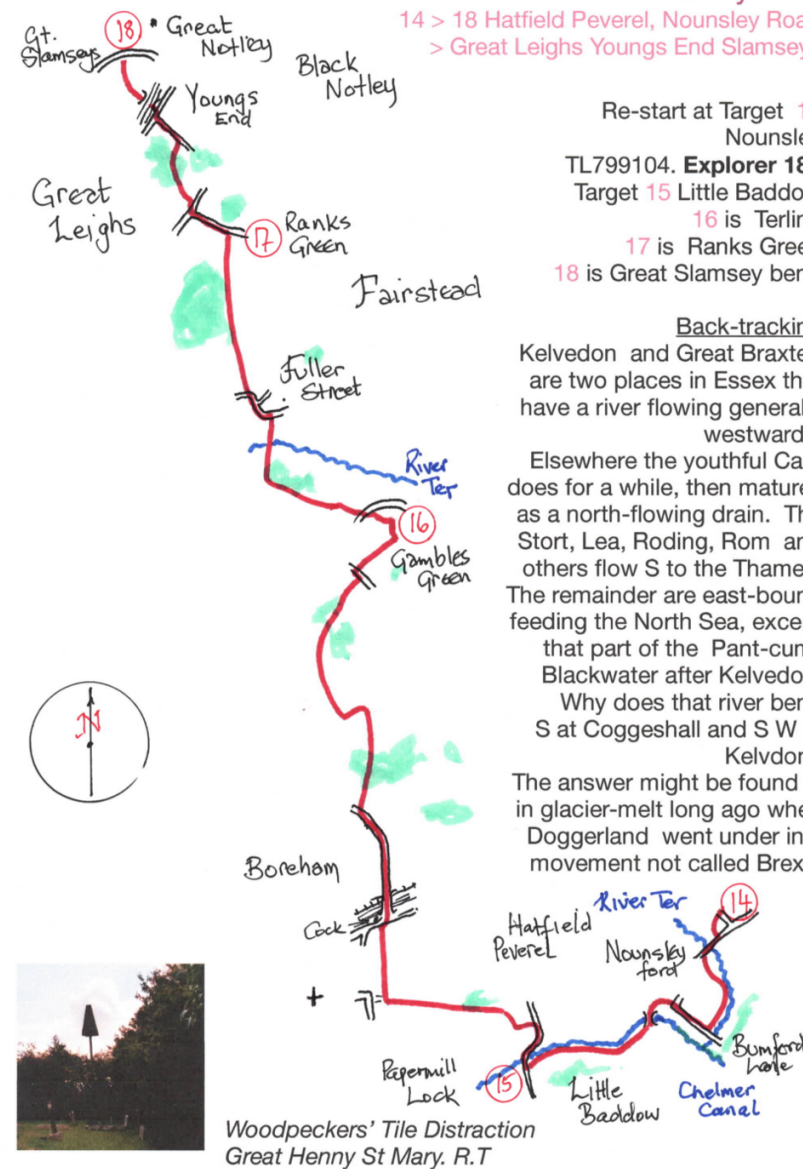 14 > 18 Hatfield Peverel, Nounsley Roa
> Great Leighs Youngs End Slamsey
Re-start at Target 1
Nounsle
TL799104. Explorer 18
Target 15 Little Baddo
16 is Terlin
17 is Ranks Gree
18 is Great Slamsey ber
Back-trackin
Kelvedon and Great Braxte
are two places in Essex th
have a river flowing general
westward
Elsewhere the youthful Ca
does for a while, then mature
as a north-flowing drain. Th
Stort, Lea, Roding, Rom an
others flow S to the Thame
The remainder are east-boun
feeding the North Sea, exce
that part of the Pant-cum
Blackwater after Kelvedo
Why does that river ben
S at Coggeshall and S W
Kelvdon
The answer might be found
in glacier-melt long ago whe
Doggerland went under in
movement not called Brex
18
Gt.
Slamseys
Great
Notley
Black
Notley
Youngs
End
Great
Leighs
17
Ranks
Green
Fairstead
Fuller
Street
River
Ter
16
Gambles
Green
N
Boreham
Cock
Hatfield
Peverel
River Ter
14
Nounsley
ford
Bumfords
Lane
Papermill
Lock
15
Little
Baddow
Chelmer
Canal
Woodpeckers' Tile Distraction
Great Henny St Mary. R.T